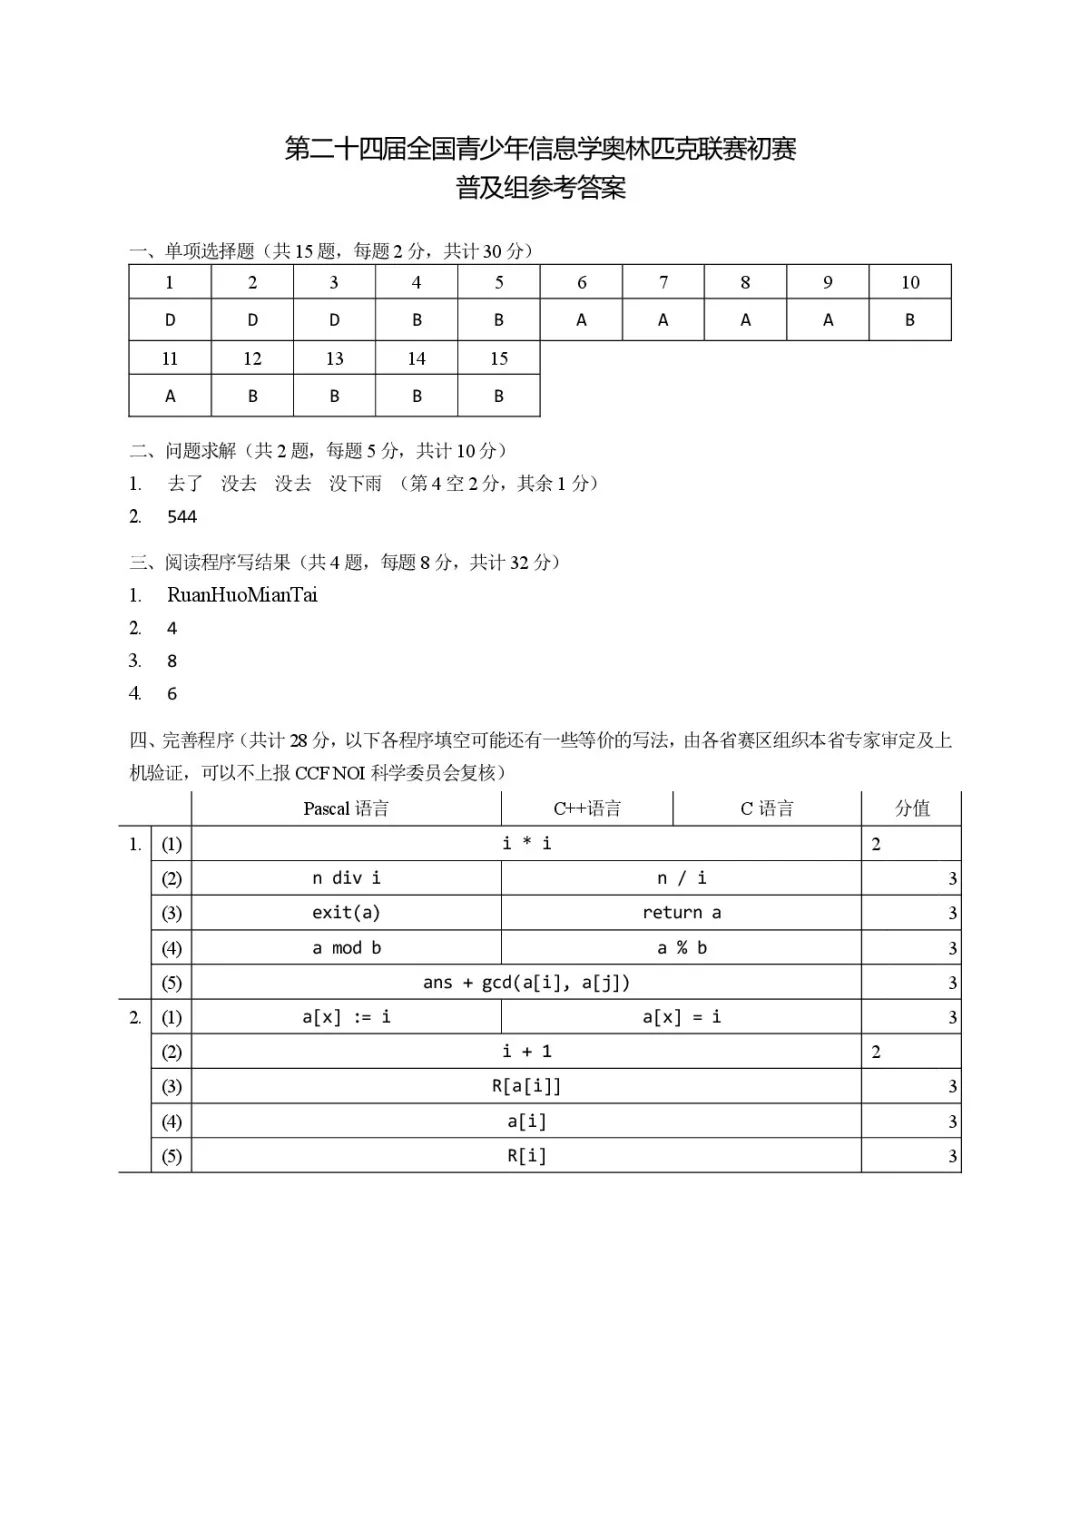 第二十四届全国青少年信息学奥林匹克联赛初赛
普及组参考答案
一、单项选择题（共 15 题，每题 2 分，共计 30 分）
1 2 3 4 5 6 7 8 9 10
D D D B B A A A A B
11 12 13 14 15
A B B B B
二、问题求解（共 2 题，每题 5 分，共计 10 分）
1. 去了 没去 没去 没下雨 （第 4 空 2 分，其余 1 分）
2. 544
三、阅读程序写结果（共 4 题，每题 8 分，共计 32 分）
1. RuanHuoMianTai
2. 4
3. 8
4. 6
四、完善程序（共计 28 分，以下各程序填空可能还有一些等价的写法，由各省赛区组织本省专家审定及上
机验证，可以不上报 CCF NOI 科学委员会复核）
Pascal 语言 C++语言 C 语言 分值
1. (1) i * i 2
(2) n div i n / i 3
(3) exit(a) return a 3
(4) a mod b a % b 3
(5) ans + gcd(a[i], a[j]) 3
2. (1) a[x] := i a[x] = i 3
(2) i + 1 2
(3) R[a[i]] 3
(4) a[i] 3
(5) R[i] 3